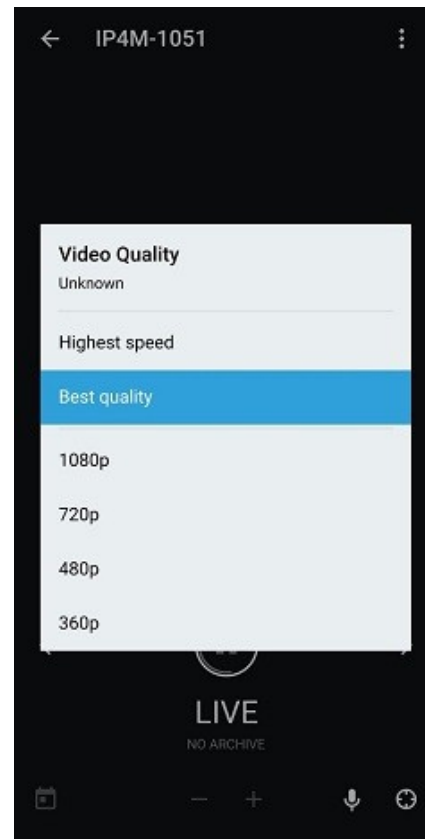 IP4M-1051
Video Quality
Unknown
Highest speed
Best quality
1080p
720p
480p
360p
LIVE
NO ARCHIVE